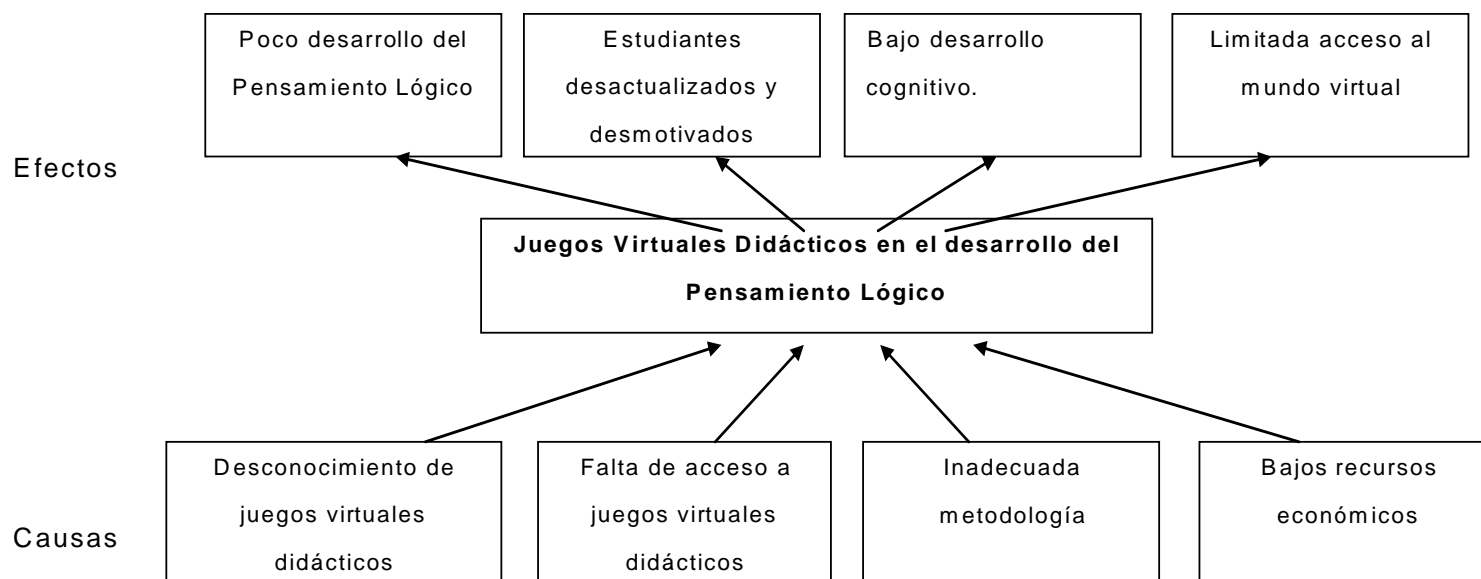 Poco desarrollo del
Pensamiento Lógico
Estudiantes
desactualizados y
desmotivados
Bajo desarrollo
cognitivo.
Limitada acceso al
mundo virtual
Efectos
Juegos Virtuales Didácticos en el desarrollo del
Pensamiento Lógico
Desconocimiento de
juegos virtuales
didácticos
Falta de acceso a
juegos virtuales
didácticos
Inadecuada
metodología
Bajos recursos
económicos
Causas